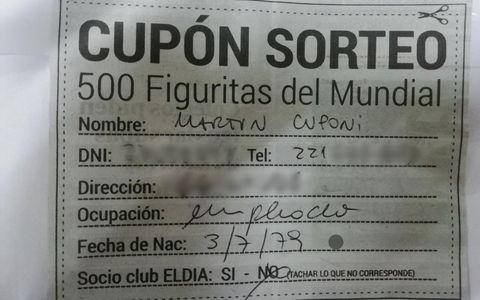 CUPÓN SORTEO
500 Figuritas del Mundial
Nombre: MARTIN CUPONI
DNI: Tel: 221
Dirección:
Ocupación: empleado
Fecha de Nac: 3/7/79
Socio club ELDIA: SI - NO (TACHAR LO QUE NO CORRESPONDE)